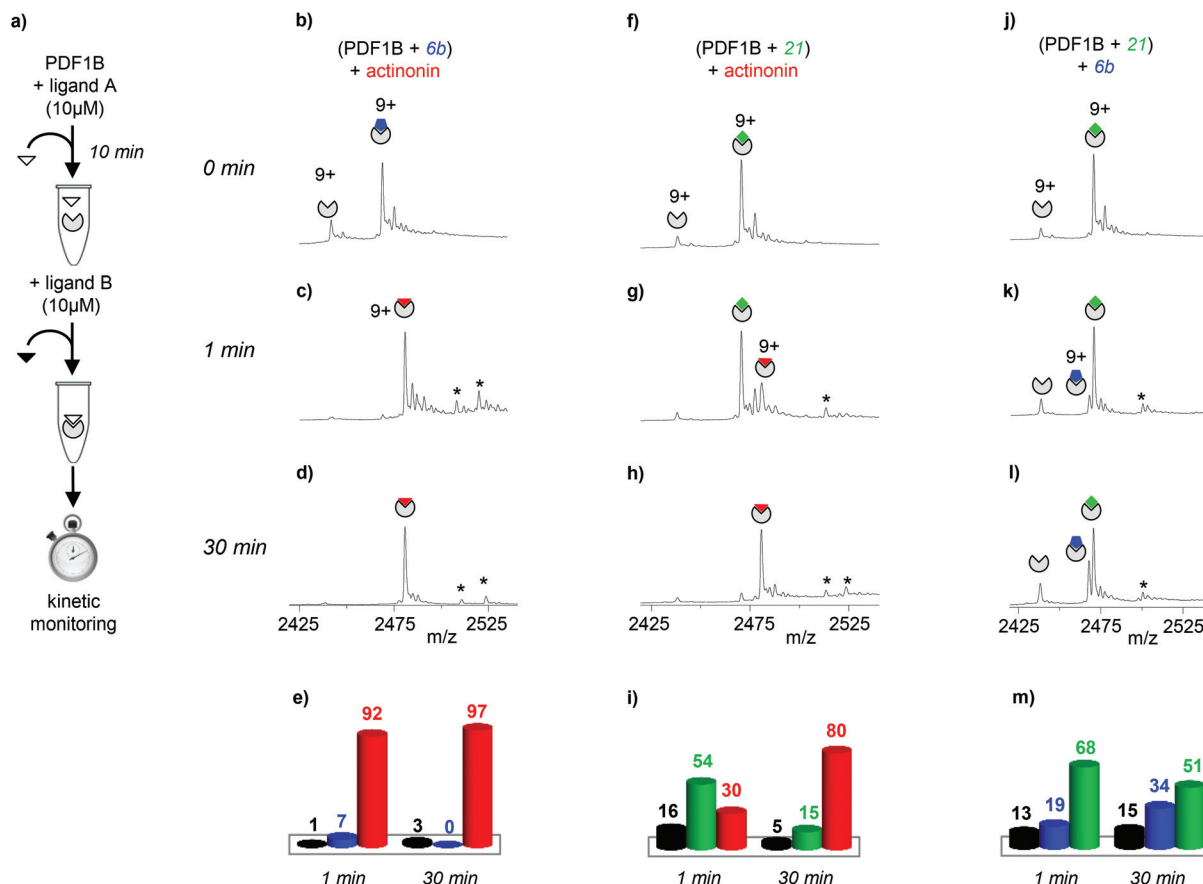 a)
PDF1B
+ ligand A
(10µM)
10 min
+ ligand B
(10µM)
kinetic
monitoring
0 min
1 min
30 min
b)
(PDF1B + 6b)
+ actinonin
9+
9+
c)
9+
*
*
d)
*
*
2425
2475
2525
m/z
e)
1
7
92
3
0
97
1 min
30 min
f)
(PDF1B + 21)
+ actinonin
9+
9+
g)
9+
*
h)
*
*
2425
2475
2525
m/z
i)
16
54
30
5
15
80
1 min
30 min
j)
(PDF1B + 21)
+ 6b
9+
9+
k)
9+
*
l)
*
2425
2475
2525
m/z
m)
13
19
68
15
34
51
1 min
30 min